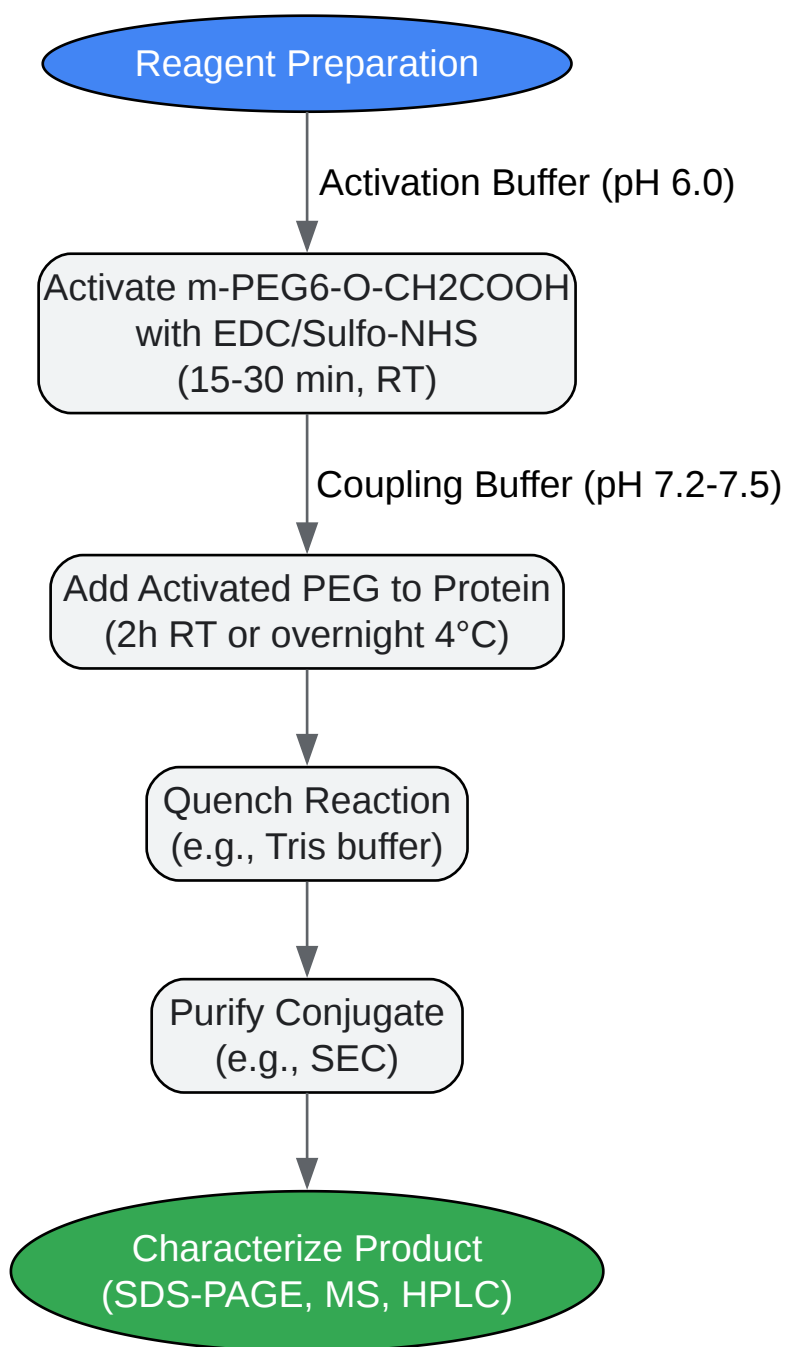 Reagent Preparation
Activation Buffer (pH 6.0)
Activate m-PEG6-O-CH2COOH
with EDC/Sulfo-NHS
(15-30 min, RT)
Coupling Buffer (pH 7.2-7.5)
Add Activated PEG to Protein
(2h RT or overnight 4°C)
Quench Reaction
(e.g., Tris buffer)
Purify Conjugate
(e.g., SEC)
Characterize Product
(SDS-PAGE, MS, HPLC)